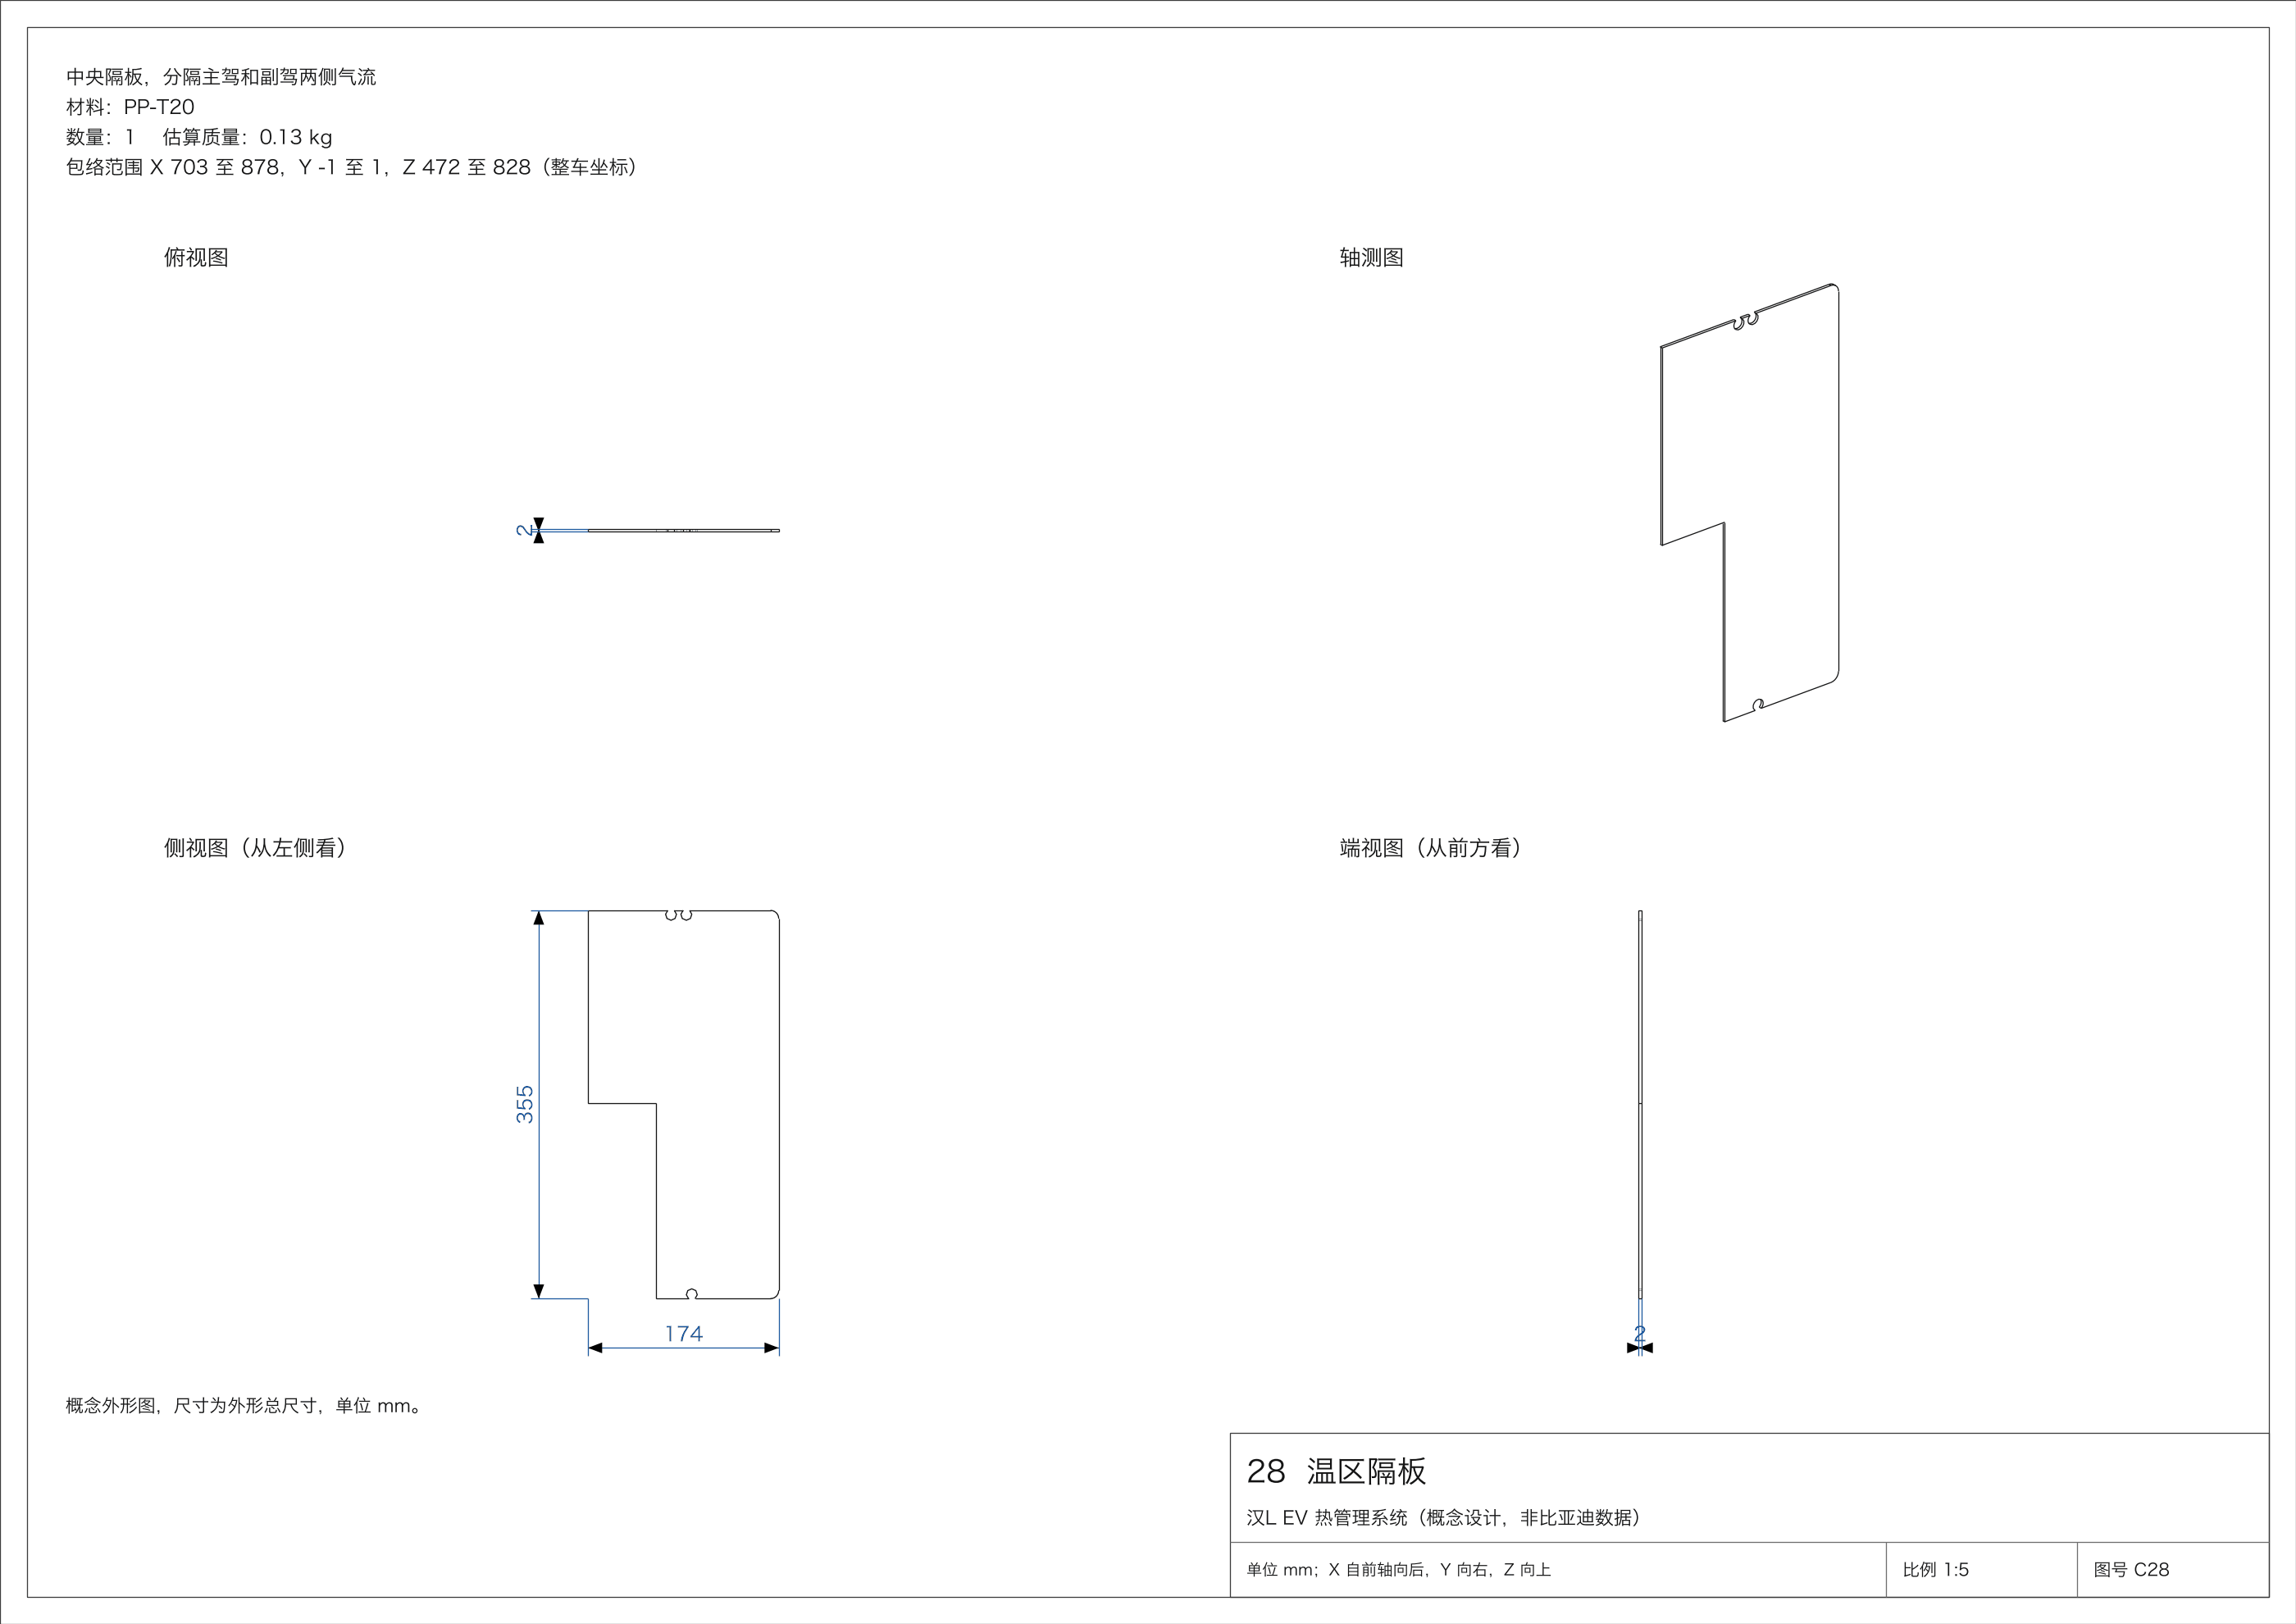 中央隔板，分隔主驾和副驾两侧气流
材料：PP-T20
数量：1 估算质量：0.13 kg
包络范围 X 703 至 878，Y -1 至 1，Z 472 至 828（整车坐标）
俯视图
轴测图
2
侧视图（从左侧看）
端视图（从前方看）
355
174
2
概念外形图，尺寸为外形总尺寸，单位 mm。
28 温区隔板
汉L EV 热管理系统（概念设计，非比亚迪数据）
单位 mm；X 自前轴向后，Y 向右，Z 向上
比例 1:5
图号 C28